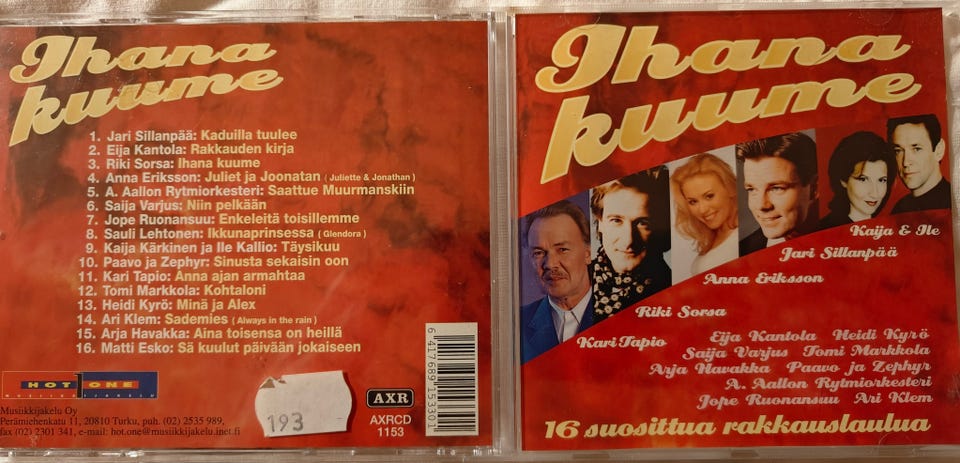 Ihana
kuume
1. Jari Sillanpää: Kaduilla tuulee
2. Eija Kantola: Rakkauden kirja
3. Riki Sorsa: Ihana kuume
4. Anna Eriksson: Juliet ja Joonatan ( Juliette & Jonathan )
5. A. Aallon Rytmiorkesteri: Saattue Muurmanskiin
6. Saija Varjus: Niin pelkään
7. Jope Ruonansuu: Enkeleitä toisillemme
8. Sauli Lehtonen: Ikkunaprinsessa ( Glendora )
9. Kaija Kärkinen ja Ile Kallio: Täysikuu
10. Paavo ja Zephyr: Sinusta sekaisin oon
11. Kari Tapio: Anna ajan armahtaa
12. Tomi Markkola: Kohtaloni
13. Heidi Kyrö: Minä ja Alex
14. Ari Klem: Sademies ( Always in the rain )
15. Arja Havakka: Aina toisensa on heillä
16. Matti Esko: Sä kuulut päivään jokaiseen
HOT ONE
MUSIIKKIJAKELU
Musiikkijakelu Oy
Perämiehenkatu 11, 20810 Turku, puh. (02) 2535 989,
fax (02) 2301 341, e-mail: hot.one@musiikkijakelu.inet.fi
193
AXR
AXRCD
1153
6 417689 153301
Ihana
kuume
Kaija & Ile
Jari Sillanpää
Anna Eriksson
Riki Sorsa
Kari Tapio
Eija Kantola Heidi Kyrö
Saija Varjus Tomi Markkola
Arja Havakka Paavo ja Zephyr
A. Aallon Rytmiorkesteri
Jope Ruonansuu Ari Klem
16 suosittua rakkauslaulua